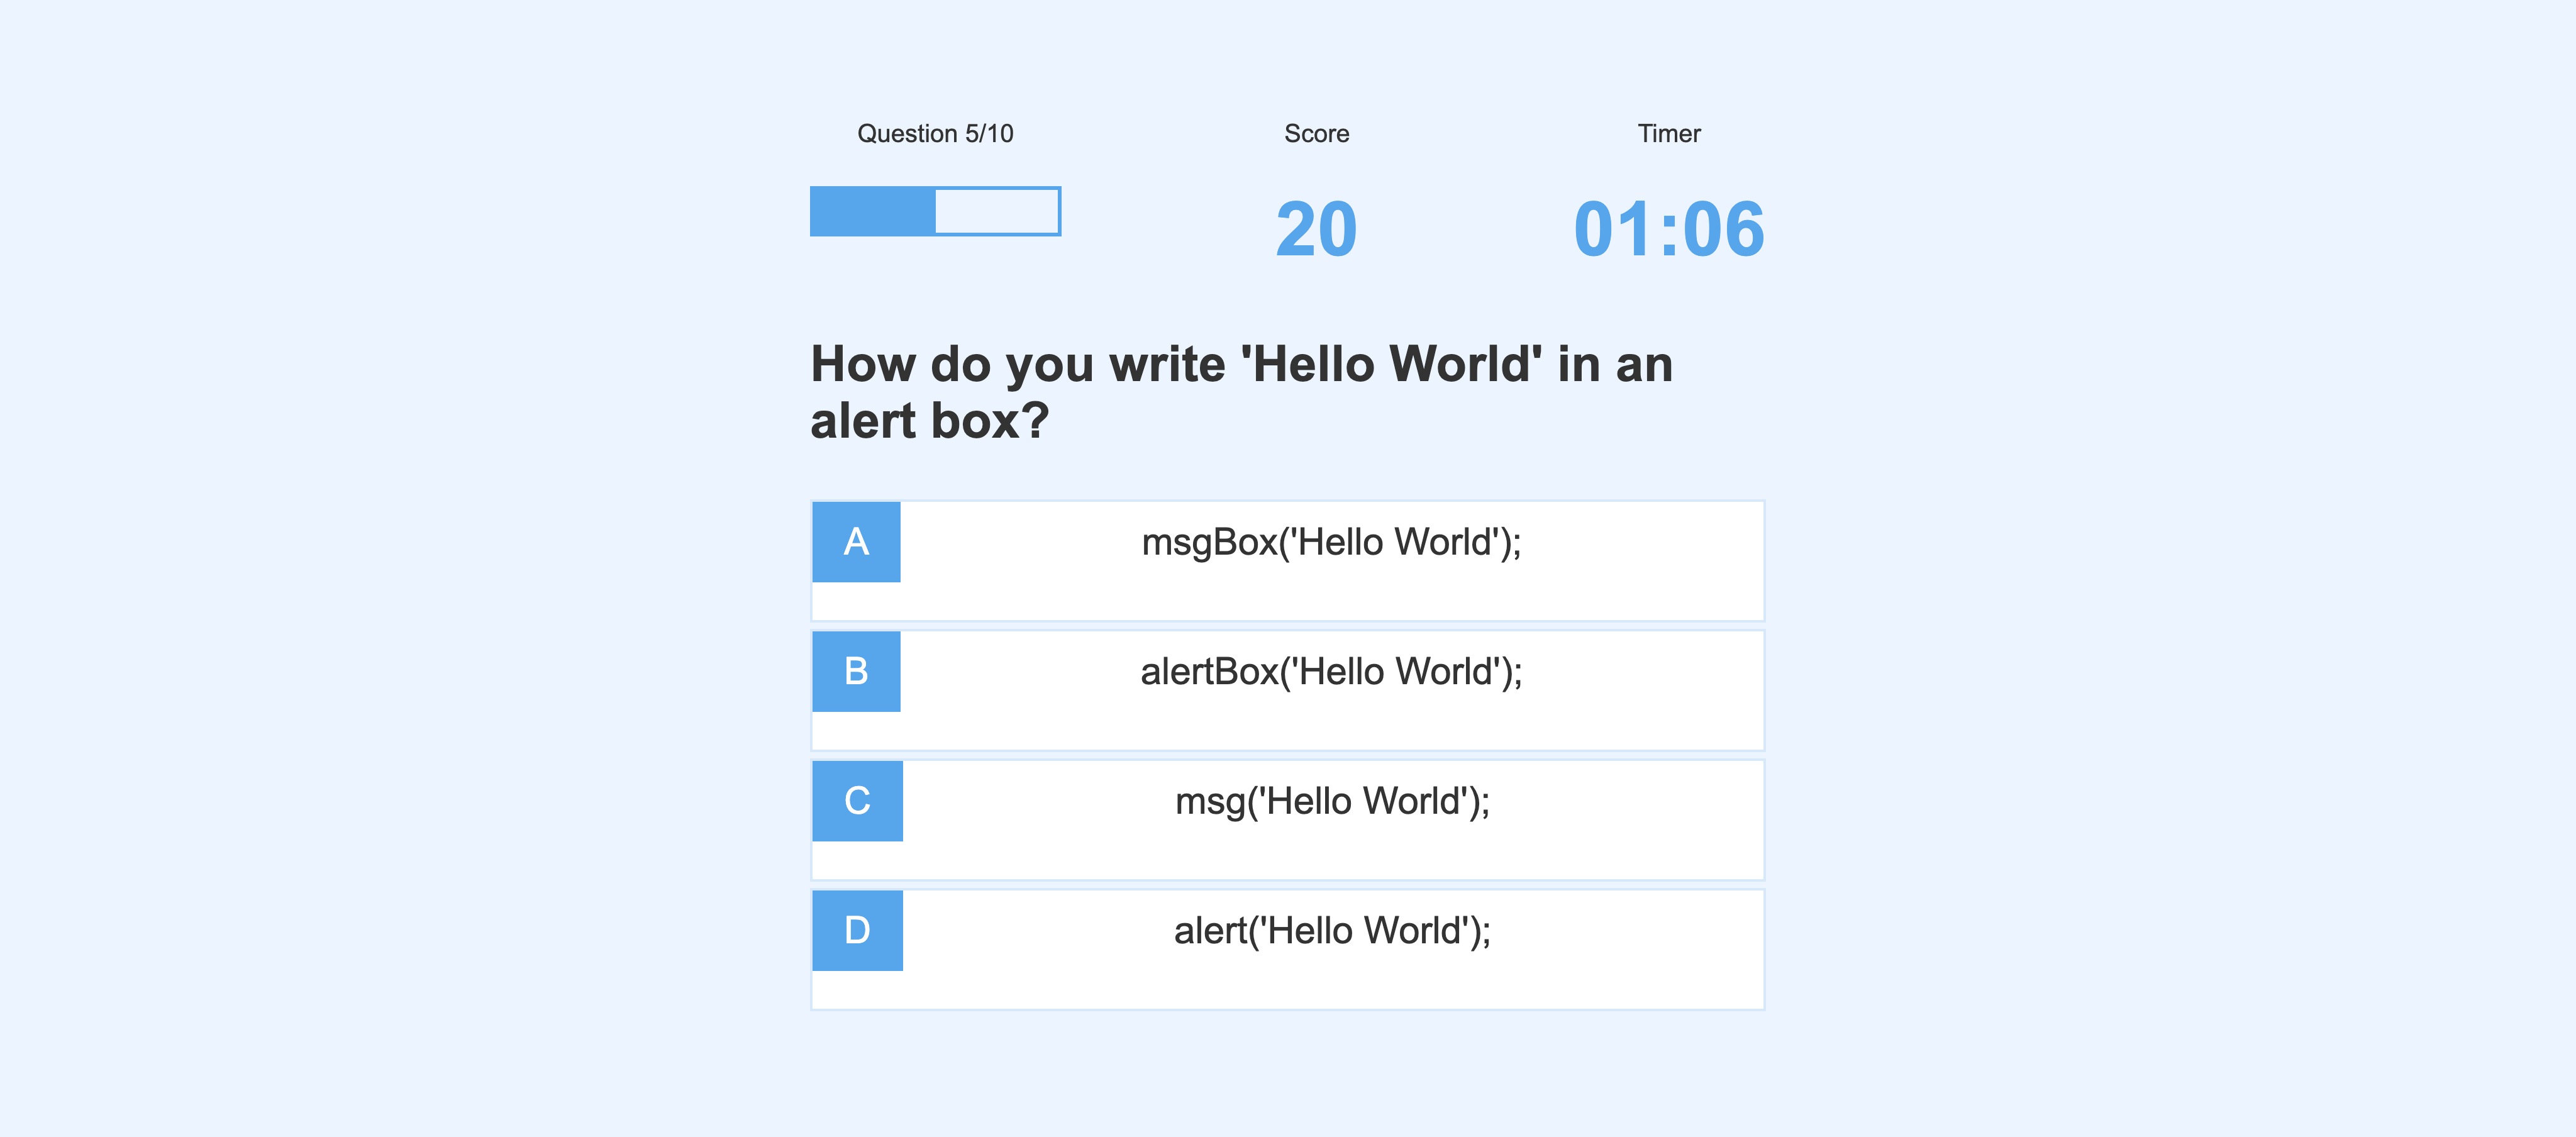 Question 5/10
Score
Timer
20
01:06
How do you write 'Hello World' in an
alert box?
A
msgBox('Hello World');
B
alertBox('Hello World');
C
msg('Hello World');
D
alert('Hello World');